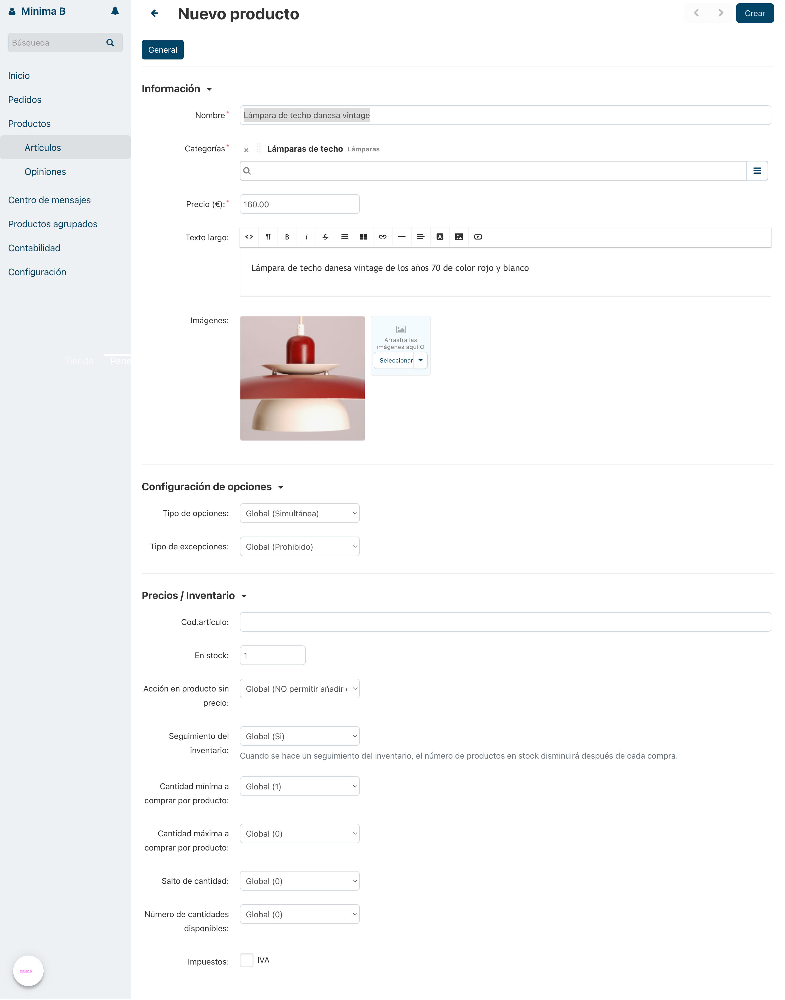 Minima B
Búsqueda
Inicio
Pedidos
Productos
Artículos
Opiniones
Centro de mensajes
Productos agrupados
Contabilidad
Configuración
Tienda
Minima B
Nuevo producto
Crear
General
Información
Nombre*
Lámpara de techo danesa vintage
Categorías*
× Lámparas de techo Lámparas
Precio (€):*
160.00
Texto largo:
Lámpara de techo danesa vintage de los años 70 de color rojo y blanco
Imágenes:
Arrastra las
imágenes aquí O
Seleccionar
Configuración de opciones
Tipo de opciones:
Global (Simultánea)
Tipo de excepciones:
Global (Prohibido)
Precios / Inventario
Cod.artículo:
En stock:
1
Acción en producto sin
precio:
Global (NO permitir añadir
Seguimiento del
inventario:
Global (Si)
Cuando se hace un seguimiento del inventario, el número de productos en stock disminuirá después de cada compra.
Cantidad mínima a
comprar por producto:
Global (1)
Cantidad máxima a
comprar por producto:
Global (0)
Salto de cantidad:
Global (0)
Número de cantidades
disponibles:
Global (0)
Impuestos:
IVA